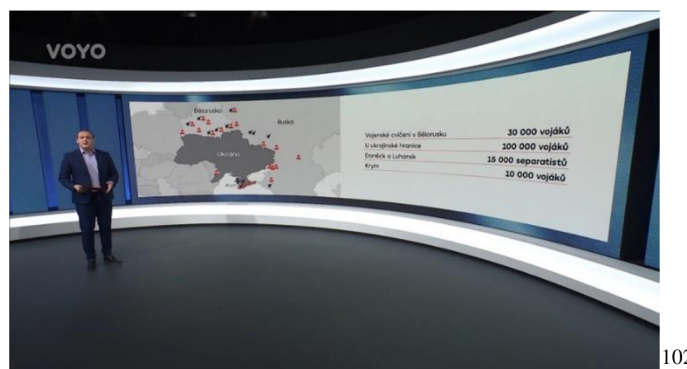 VOYO
Bělorusko
Rusko
Ukrajina
Krym
Vojenské cvičení v Bělorusku 30 000 vojáků
U ukrajinské hranice 100 000 vojáků
Doněck a Luhansk 15 000 separatistů
Krym 10 000 vojáků
102